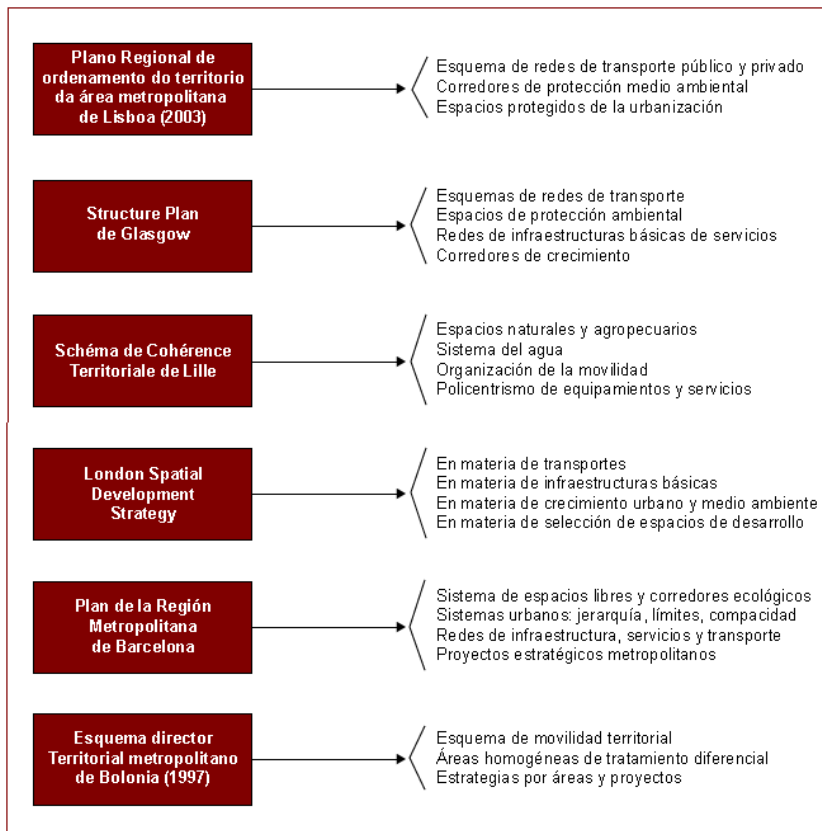 Plano Regional de
ordenamento do territorio
da área metropolitana
de Lisboa (2003)
Esquema de redes de transporte público y privado
Corredores de protección medio ambiental
Espacios protegidos de la urbanización
Structure Plan
de Glasgow
Esquemas de redes de transporte
Espacios de protección ambiental
Redes de infraestructuras básicas de servicios
Corredores de crecimiento
Schéma de Cohérence
Territoriale de Lille
Espacios naturales y agropecuarios
Sistema del agua
Organización de la movilidad
Policentrismo de equipamientos y servicios
London Spatial
Development
Strategy
En materia de transportes
En materia de infraestructuras básicas
En materia de crecimiento urbano y medio ambiente
En materia de selección de espacios de desarrollo
Plan de la Región
Metropolitana
de Barcelona
Sistema de espacios libres y corredores ecológicos
Sistemas urbanos: jerarquía, límites, compacidad
Redes de infraestructura, servicios y transporte
Proyectos estratégicos metropolitanos
Esquema director
Territorial metropolitano
de Bolonia (1997)
Esquema de movilidad territorial
Áreas homogéneas de tratamiento diferencial
Estrategias por áreas y proyectos